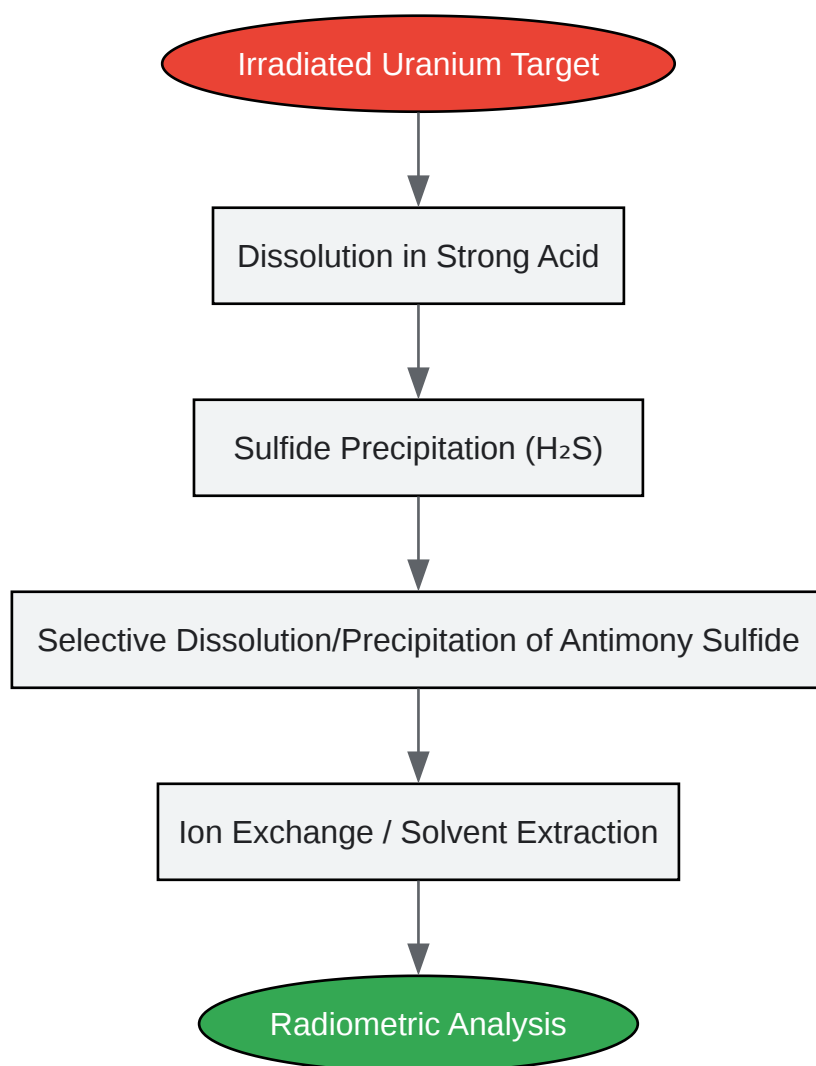 Irradiated Uranium Target
Dissolution in Strong Acid
Sulfide Precipitation (H₂S)
Selective Dissolution/Precipitation of Antimony Sulfide
Ion Exchange / Solvent Extraction
Radiometric Analysis